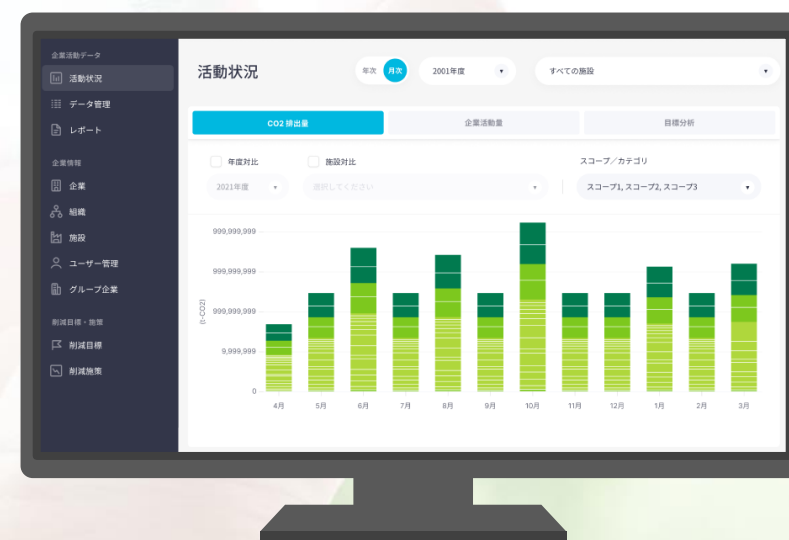 企業活動データ
活動状況
データ管理
レポート
企業情報
企業
組織
施設
ユーザー管理
グループ企業
削減目標・施策
削減目標
削減施策
活動状況
年次 月次 2001年度 すべての施設
CO2 排出量 企業活動量 目標分析
年度対比 施設対比 スコープ/カテゴリ
2021年度 選択してください スコープ1, スコープ2, スコープ3
999,999,999
999,999,999
999,999,999
9,999,999
0
(t-CO2)
4月 5月 6月 7月 8月 9月 10月 11月 12月 1月 2月 3月